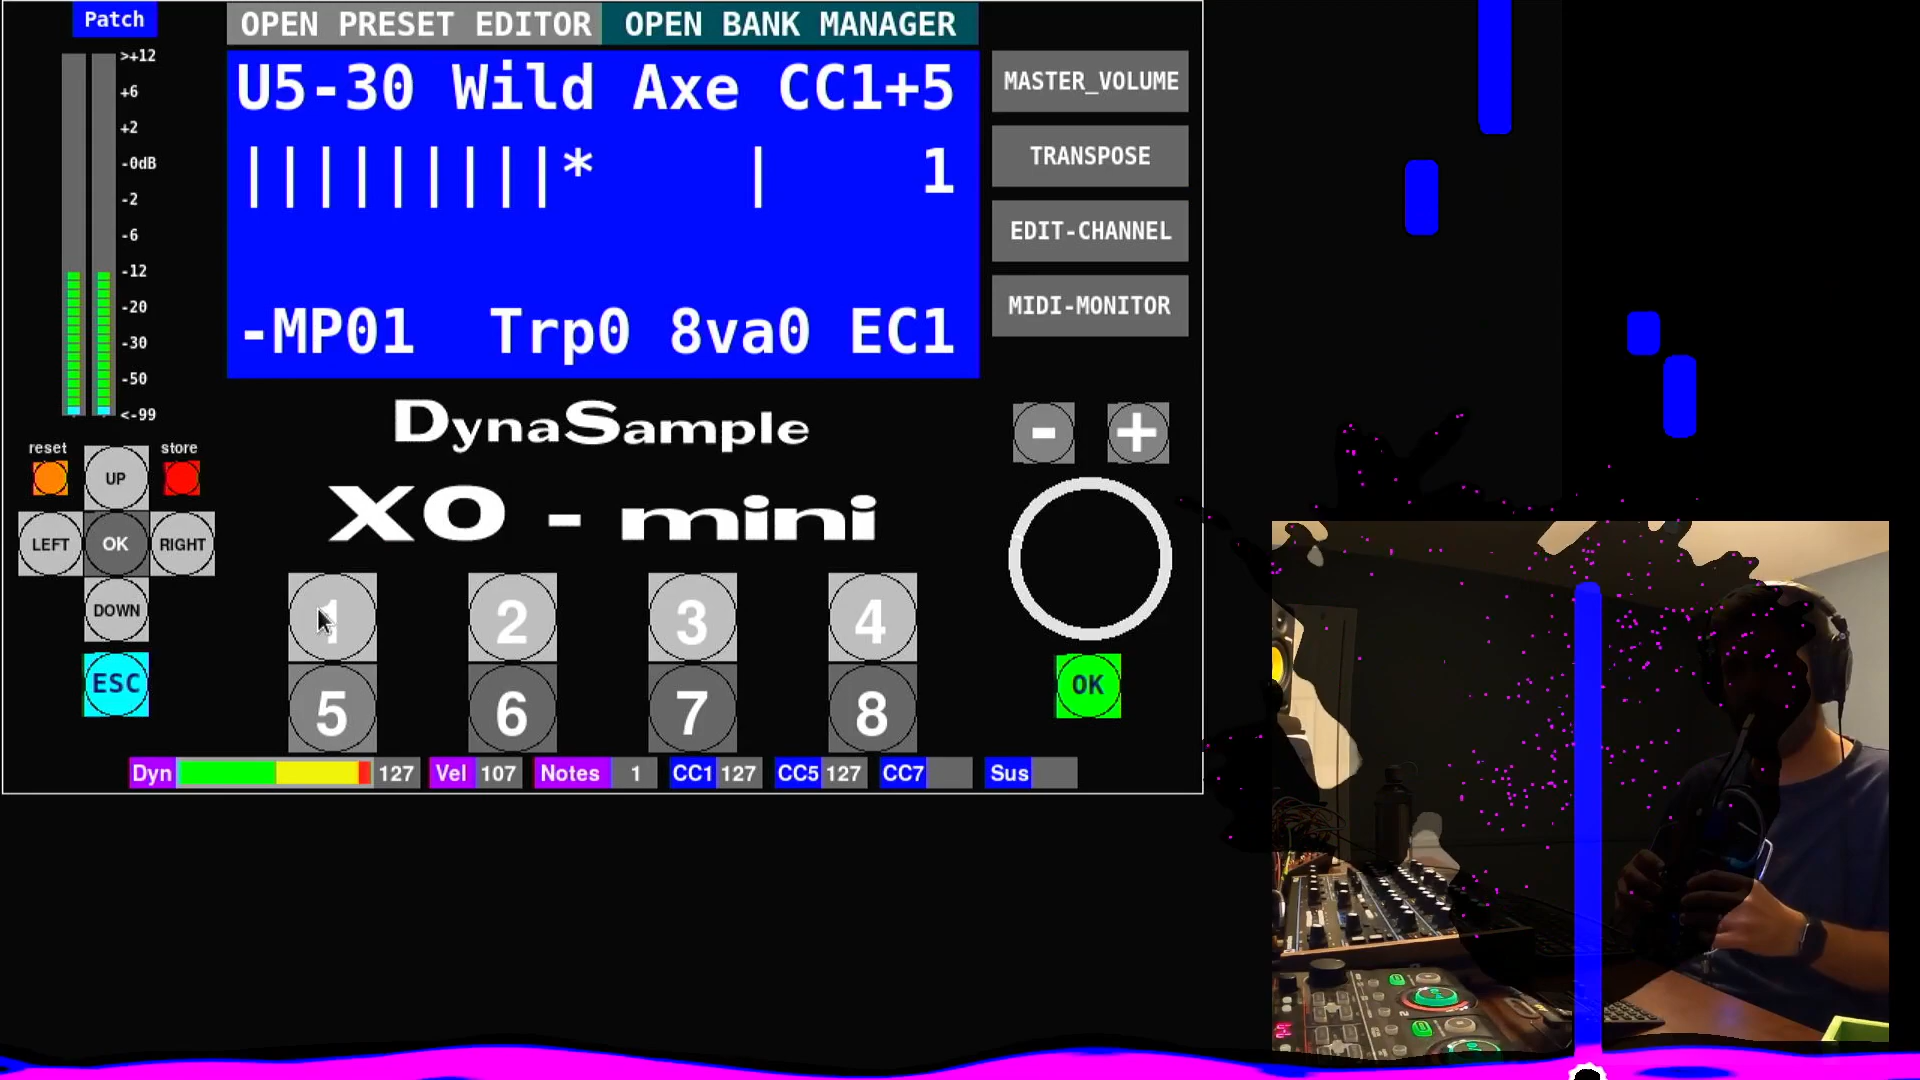 Patch
OPEN PRESET EDITOR
OPEN BANK MANAGER
>+12
+6
+2
-0dB
-2
-6
-12
-20
-30
-50
<-99
U5-30 Wild Axe CC1+5
|||||||||* | 1
-MP01 Trp0 8va0 EC1
MASTER_VOLUME
TRANSPOSE
EDIT-CHANNEL
MIDI-MONITOR
DynaSample
XO - mini
- +
reset
store
UP
LEFT
OK
RIGHT
DOWN
ESC
1
2
3
4
5
6
7
8
OK
Dyn 127
Vel 107
Notes 1
CC1 127
CC5 127
CC7
Sus